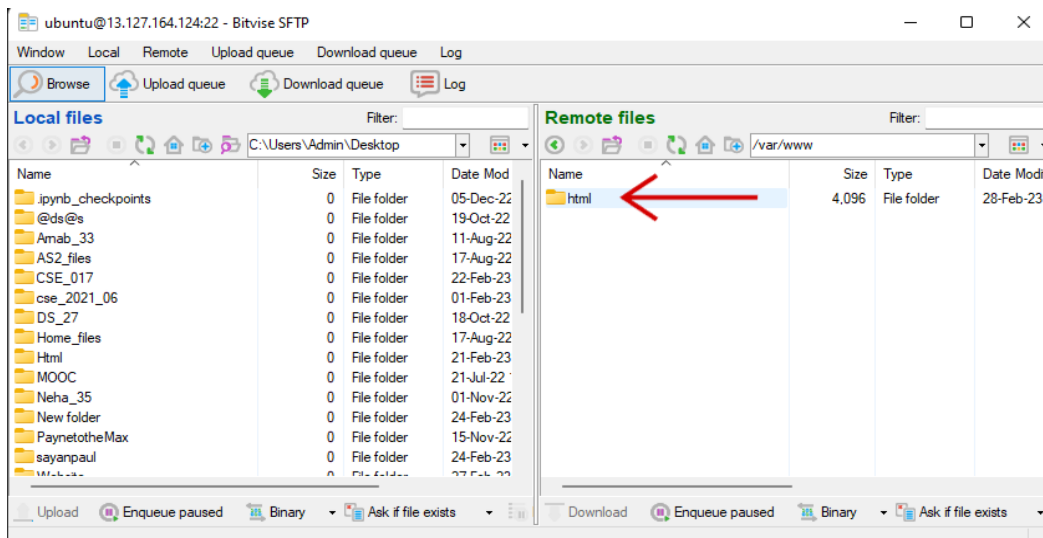 ubuntu@13.127.164.124:22 - Bitvise SFTP
Window Local Remote Upload queue Download queue Log
Browse Upload queue Download queue Log
Local files Filter:
C:\Users\Admin\Desktop
Name Size Type Date Mod
.ipynb_checkpoints 0 File folder 05-Dec-22
@ds@s 0 File folder 19-Oct-22
Arnab_33 0 File folder 11-Aug-22
AS2_files 0 File folder 17-Aug-22
CSE_017 0 File folder 22-Feb-23
cse_2021_06 0 File folder 01-Feb-23
DS_27 0 File folder 18-Oct-22
Home_files 0 File folder 17-Aug-22
Html 0 File folder 21-Feb-23
MOOC 0 File folder 21-Jul-22
Neha_35 0 File folder 01-Nov-22
New folder 0 File folder 24-Feb-23
PaynetotheMax 0 File folder 15-Nov-22
sayanpaul 0 File folder 24-Feb-23
Upload Enqueue paused Binary Ask if file exists
Remote files Filter:
/var/www
Name Size Type Date Modi
html 4,096 File folder 28-Feb-23
Download Enqueue paused Binary Ask if file exists